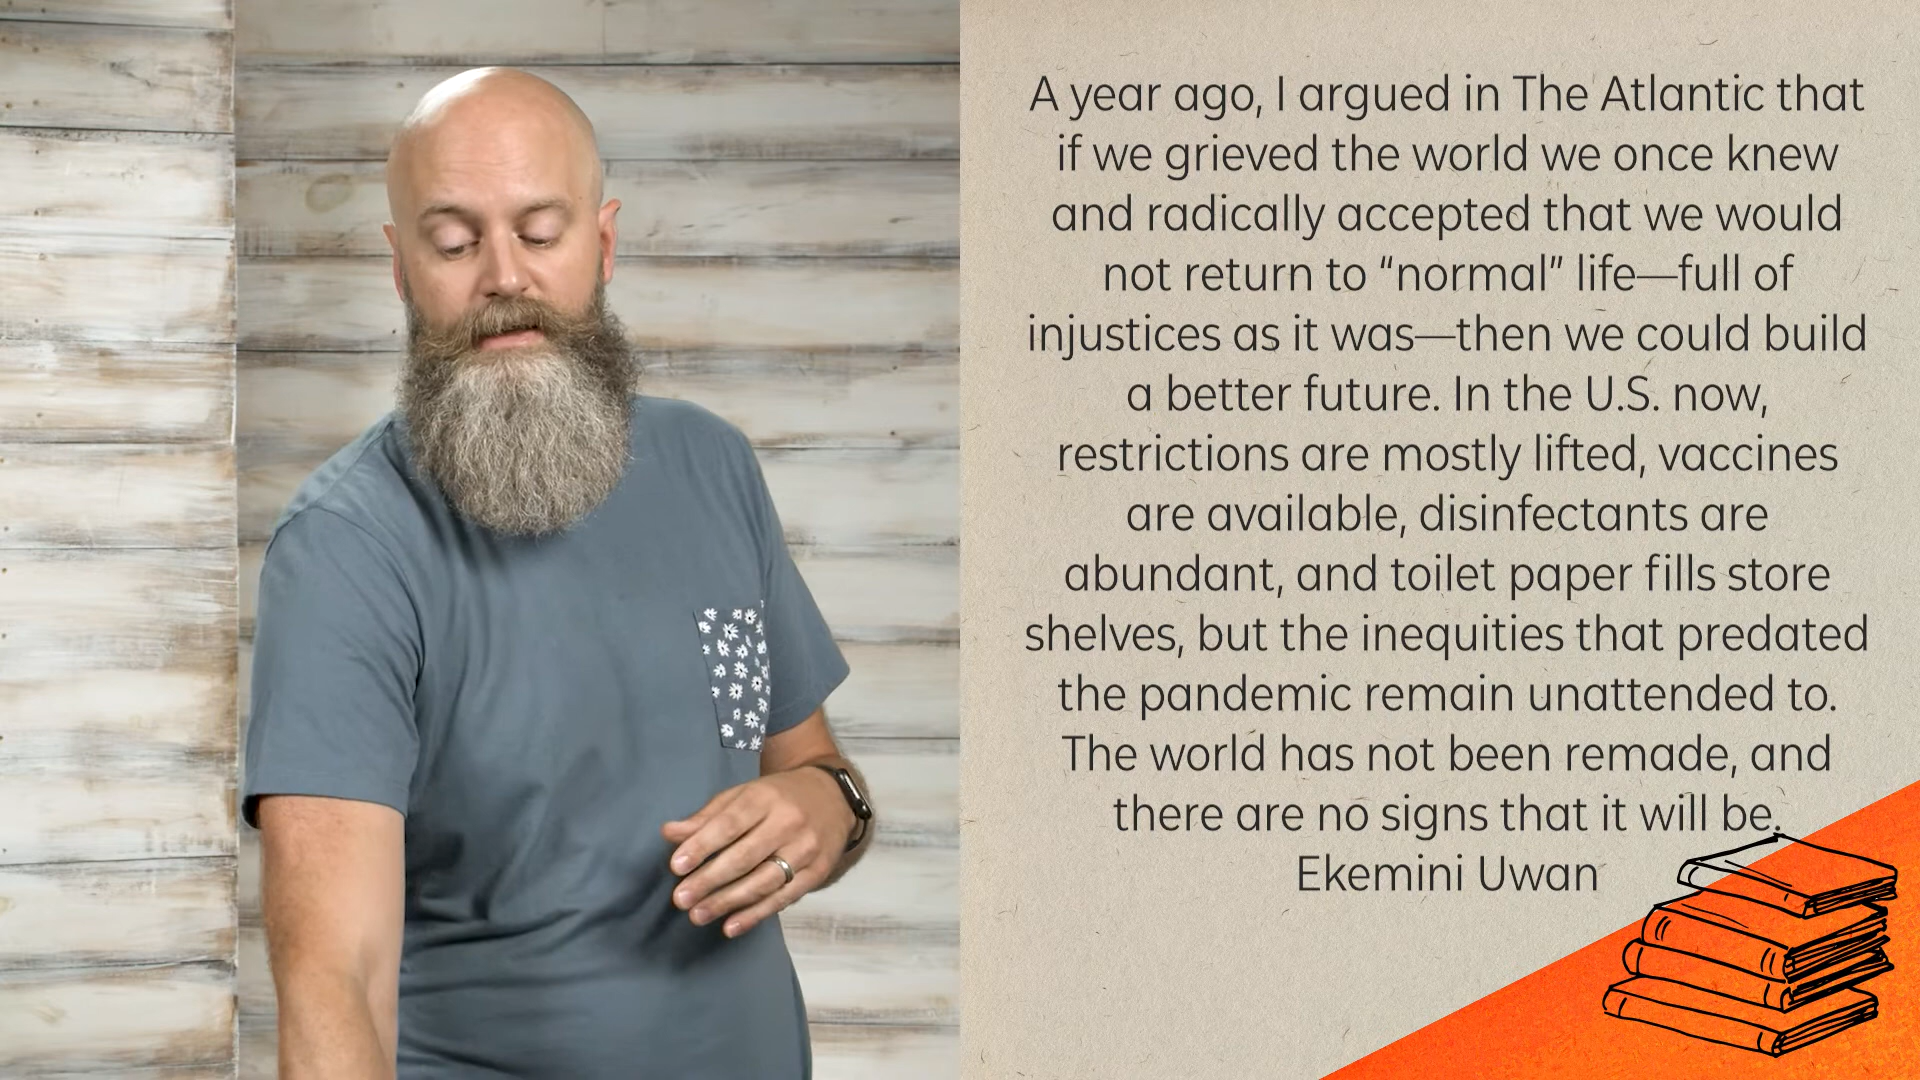 A year ago, I argued in The Atlantic that
if we grieved the world we once knew
and radically accepted that we would
not return to “normal” life—full of
injustices as it was—then we could build
a better future. In the U.S. now,
restrictions are mostly lifted, vaccines
are available, disinfectants are
abundant, and toilet paper fills store
shelves, but the inequities that predated
the pandemic remain unattended to.
The world has not been remade, and
there are no signs that it will be.
Ekemini Uwan